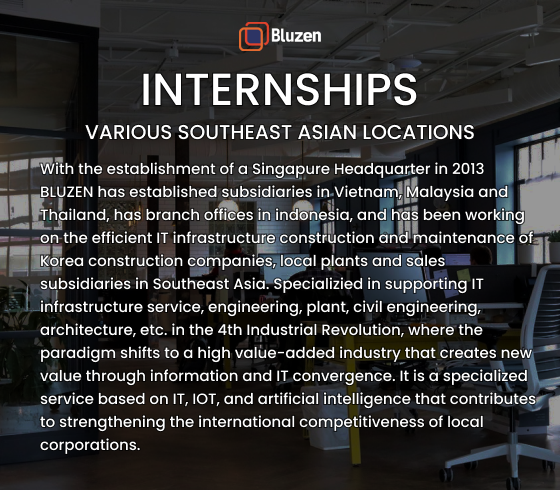 Bluzen
INTERNSHIPS
VARIOUS SOUTHEAST ASIAN LOCATIONS
With the establishment of a Singapure Headquarter in 2013
BLUZEN has established subsidiaries in Vietnam, Malaysia and
Thailand, has branch offices in indonesia, and has been working
on the efficient IT infrastructure construction and maintenance of
Korea construction companies, local plants and sales
subsidiaries in Southeast Asia. Specializied in supporting IT
infrastructure service, engineering, plant, civil engineering,
architecture, etc. in the 4th Industrial Revolution, where the
paradigm shifts to a high value-added industry that creates new
value through information and IT convergence. It is a specialized
service based on IT, IOT, and artificial intelligence that contributes
to strengthening the international competitiveness of local
corporations.